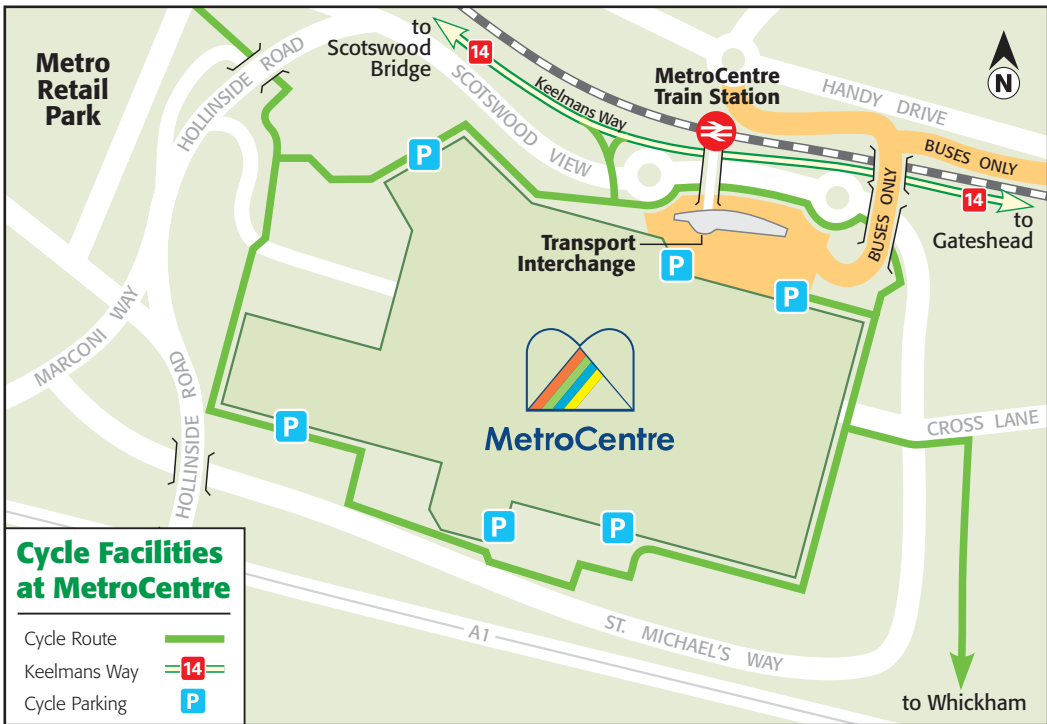 Metro
Retail
Park
HOLLINSIDE ROAD
to
Scotswood
Bridge
14
SCOTSWOOD VIEW
Keelmans Way
MetroCentre
Train Station
N
HANDY DRIVE
BUSES ONLY
14
to
Gateshead
BUSES ONLY
P
Transport
Interchange
P
P
MARCONI WAY
HOLLINSIDE ROAD
P
MetroCentre
CROSS LANE
P
P
ST. MICHAEL'S WAY
A1
to Whickham
Cycle Facilities
at MetroCentre
Cycle Route
Keelmans Way
14
Cycle Parking
P